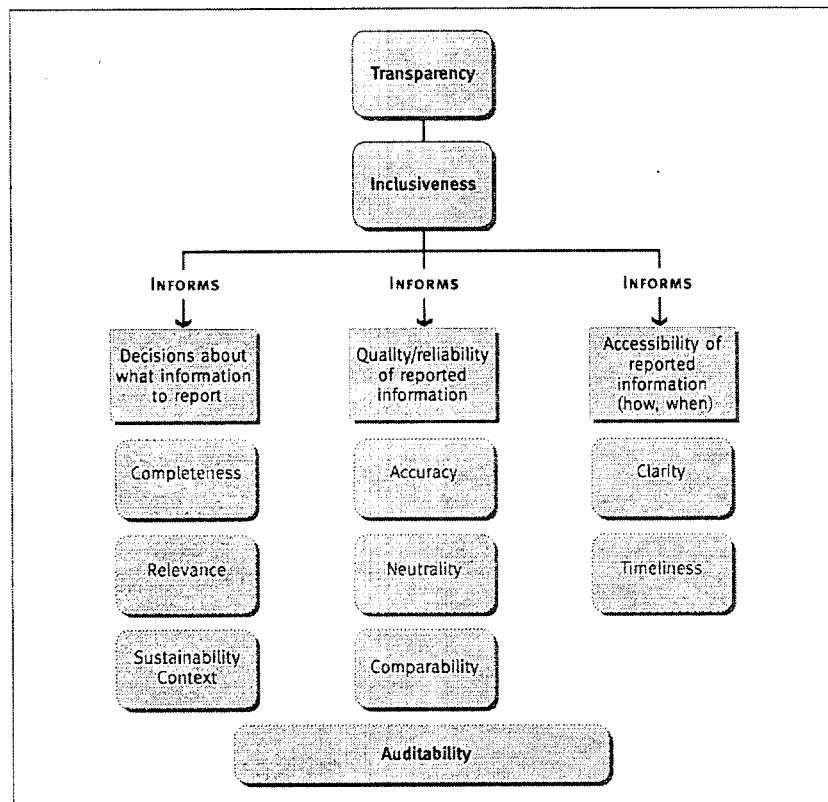 Transparency
Inclusiveness
INFORMS
INFORMS
INFORMS
Decisions about
what information
to report
Quality/reliability
of reported
information
Accessibility of
reported
information
(how, when)
Completeness
Accuracy
Clarity
Relevance
Neutrality
Timeliness
Sustainability
Context
Comparability
Auditability